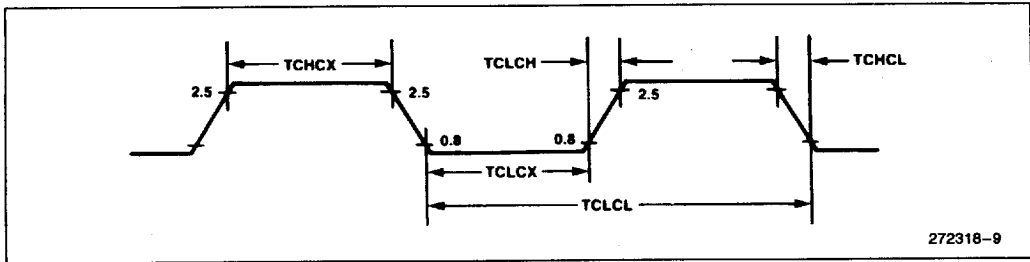 TCHCX
TCLCH
TCHCL
2.5
2.5
2.5
0.8
0.8
TCLCX
TCLCL
272318–9